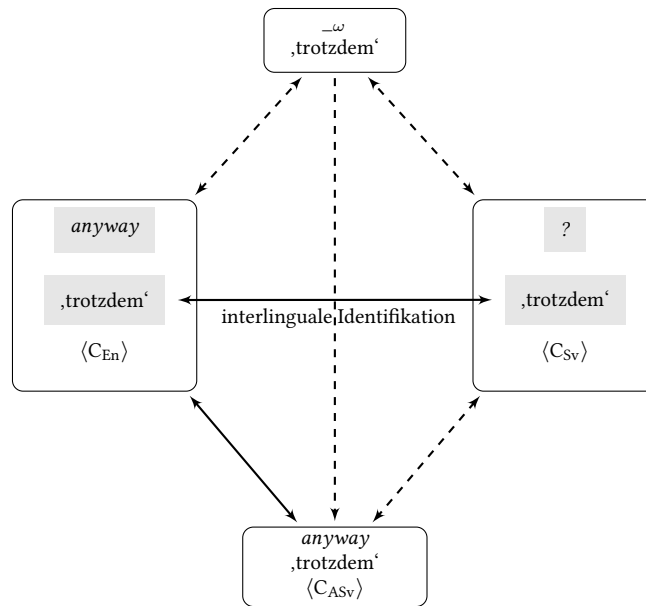 _ω
‚trotzdem‘
anyway
?
‚trotzdem‘
‚trotzdem‘
interlinguale Identifikation
⟨C_En⟩
⟨C_Sv⟩
anyway
‚trotzdem‘
⟨C_ASv⟩